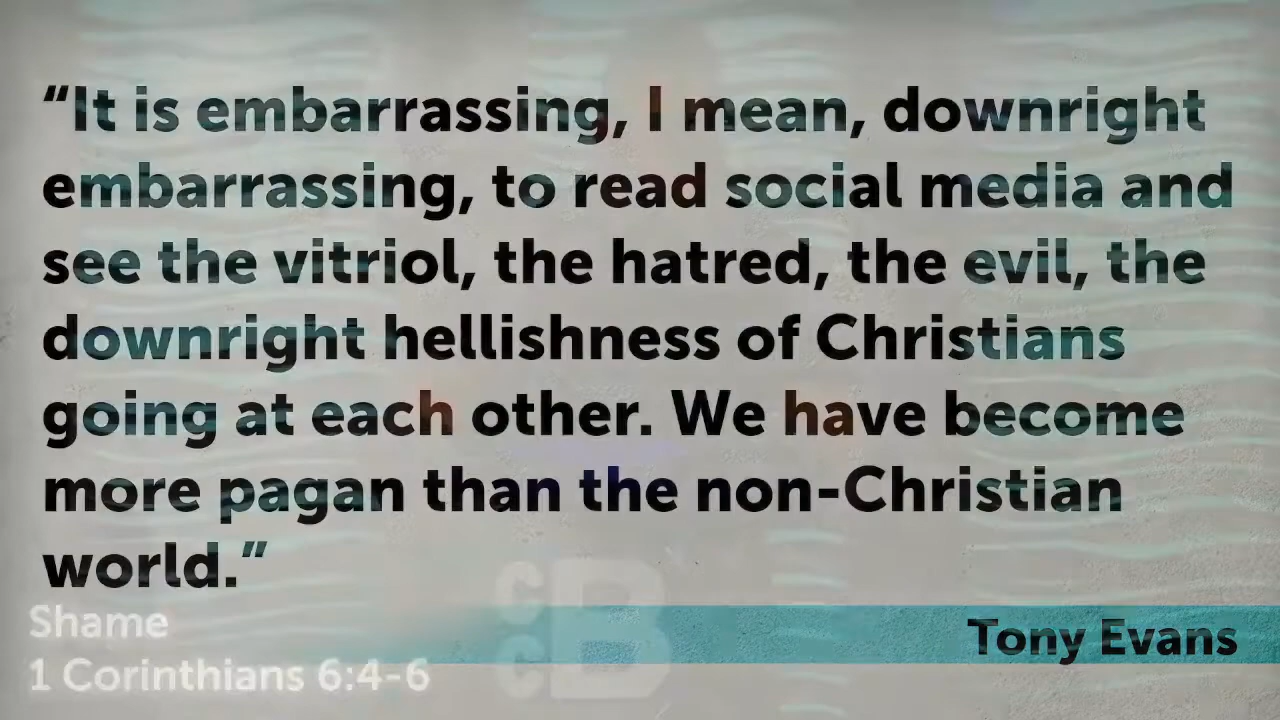 “It is embarrassing, I mean, downright
embarrassing, to read social media and
see the vitriol, the hatred, the evil, the
downright hellishness of Christians
going at each other. We have become
more pagan than the non-Christian
world.”
Shame
1 Corinthians 6:4-6
Tony Evans
C
C
B